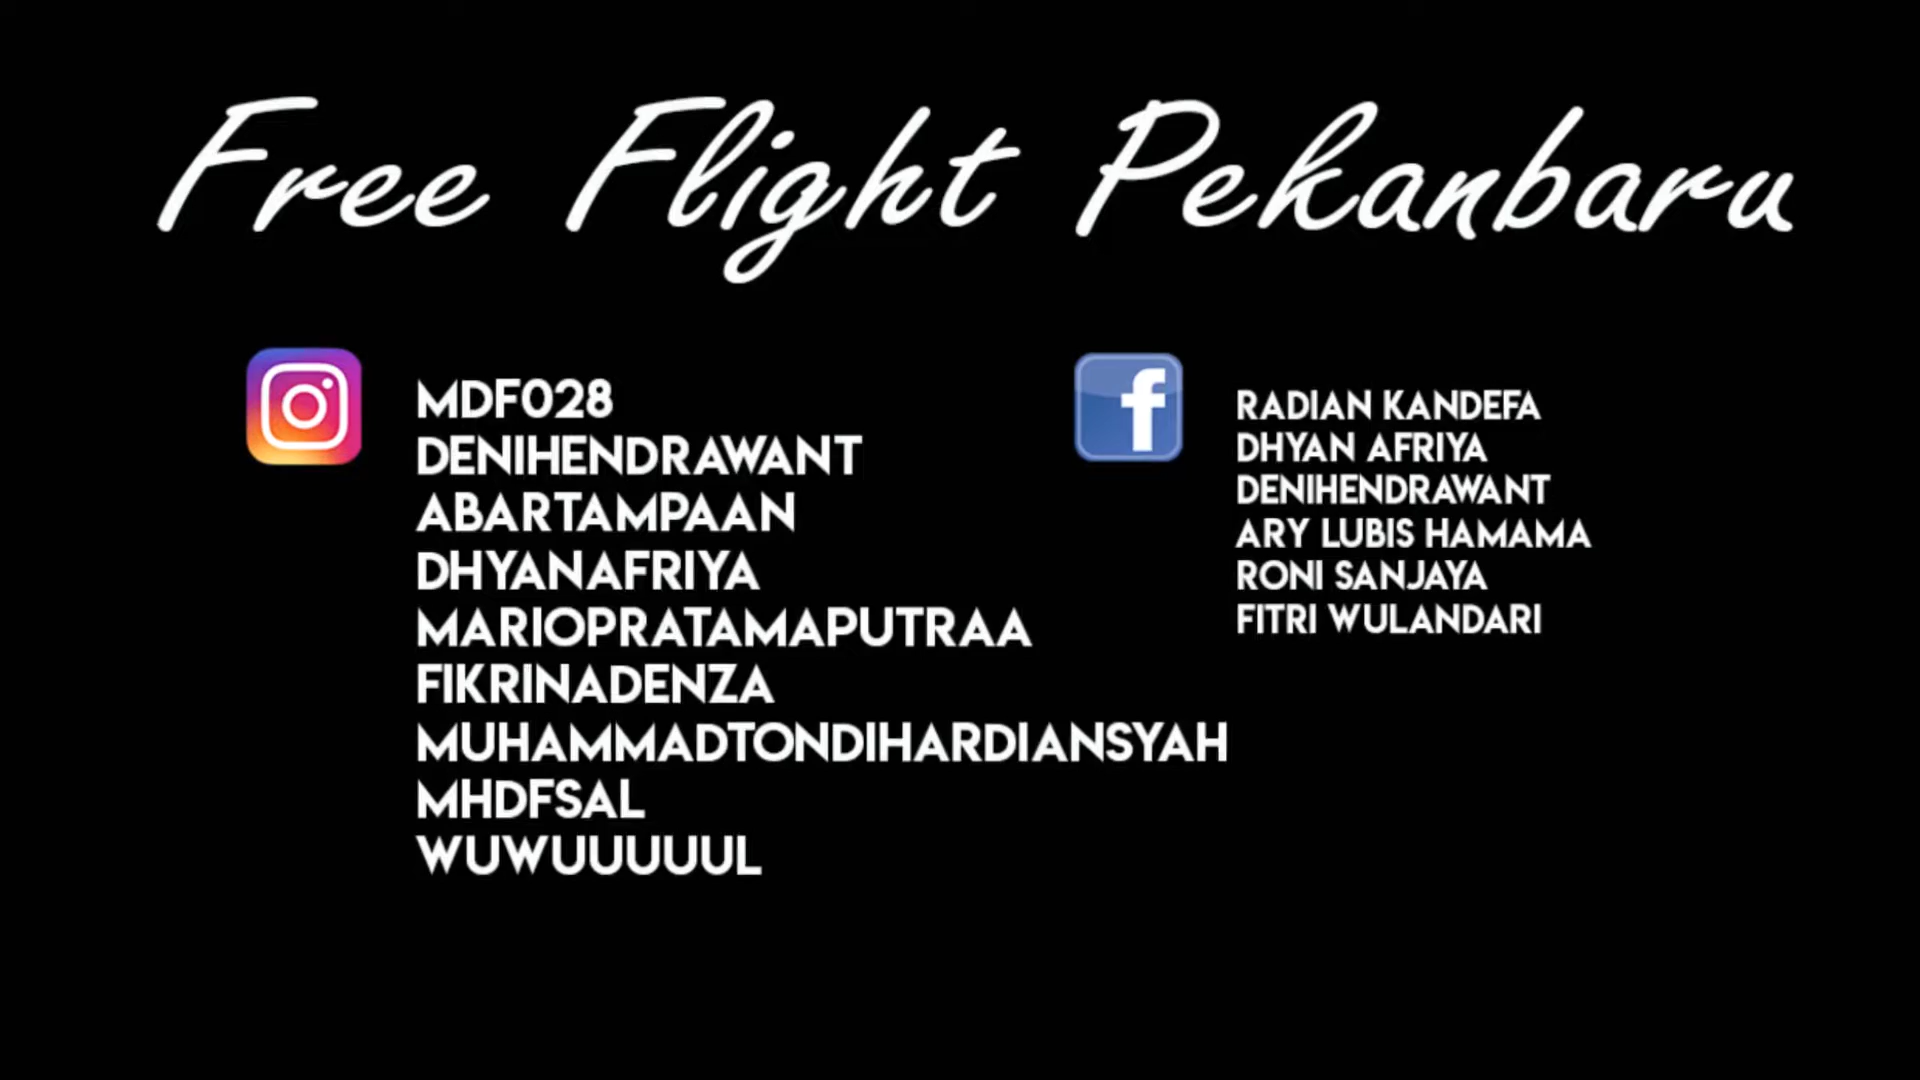 Free Flight Pekanbaru
MDF028
DENIHENDRAWANT
ABARTAMPAAN
DHYANAFRIYA
MARIOPRATAMAPUTRAA
FIKRINADENZA
MUHAMMADTONDIHARDIANSYAH
MHDFSAL
WUWUUUUUUL
RADIAN KANDEFA
DHYAN AFRIYA
DENIHENDRAWANT
ARY LUBIS HAMAMA
RONI SANJAYA
FITRI WULANDARI